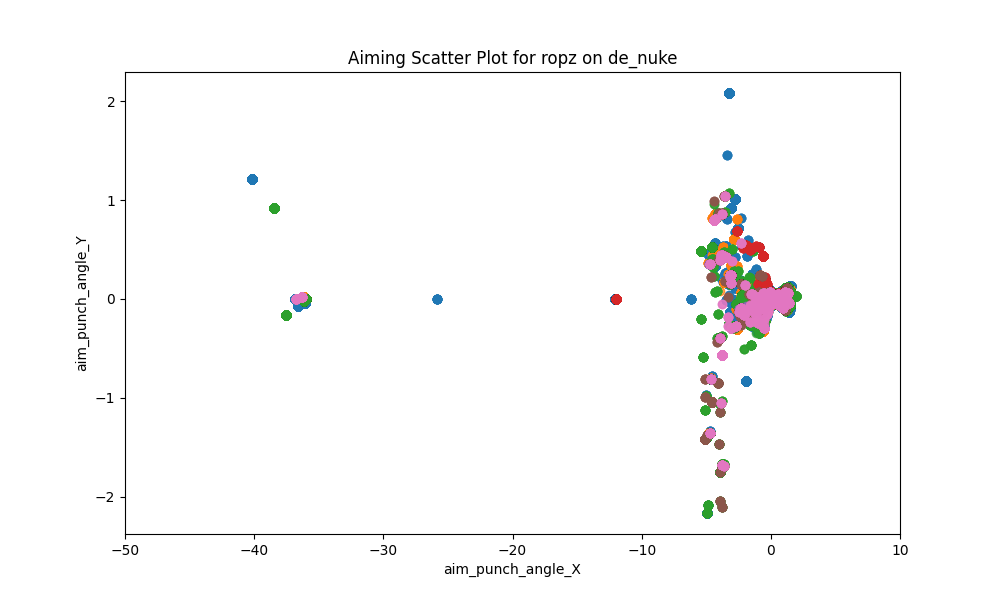 Aiming Scatter Plot for ropz on de_nuke
2
1
0
−1
−2
aim_punch_angle_Y
−50 −40 −30 −20 −10 0 10
aim_punch_angle_X